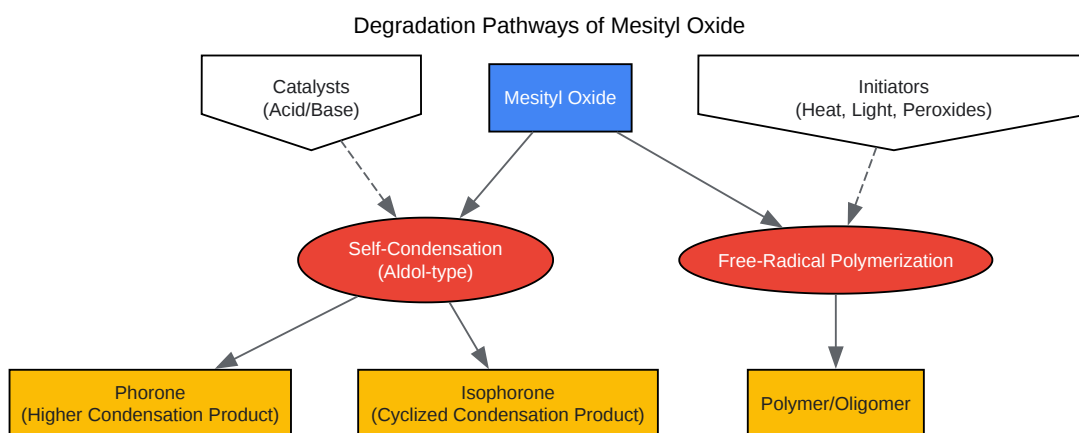 Degradation Pathways of Mesityl Oxide
Catalysts
(Acid/Base)
Mesityl Oxide
Initiators
(Heat, Light, Peroxides)
Self-Condensation
(Aldol-type)
Free-Radical Polymerization
Phorone
(Higher Condensation Product)
Isophorone
(Cyclized Condensation Product)
Polymer/Oligomer